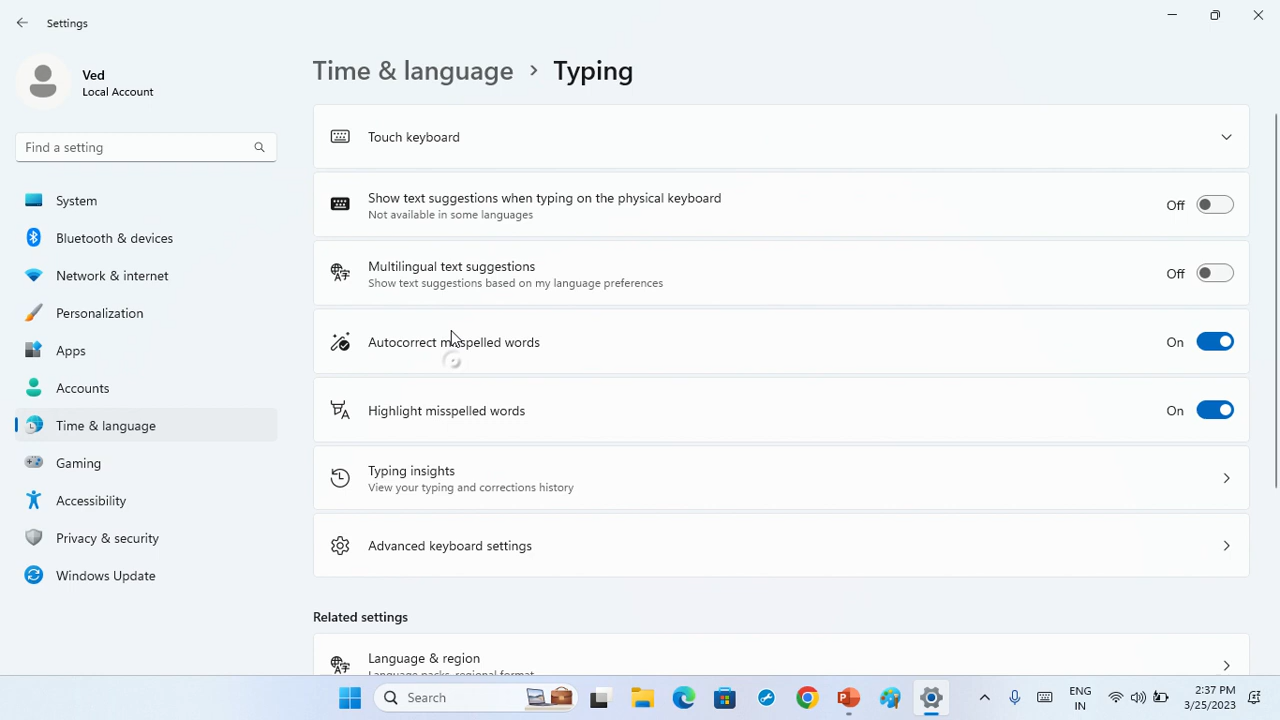 Settings
Ved
Local Account
Find a setting
System
Bluetooth & devices
Network & internet
Personalization
Apps
Accounts
Time & language
Gaming
Accessibility
Privacy & security
Windows Update
Time & language > Typing
Touch keyboard
Show text suggestions when typing on the physical keyboard
Not available in some languages
Off
Multilingual text suggestions
Show text suggestions based on my language preferences
Off
Autocorrect misspelled words
On
Highlight misspelled words
On
Typing insights
View your typing and corrections history
Advanced keyboard settings
Related settings
Language & region
Language packs, regional format
Search
ENG
IN
2:37 PM
3/25/2023